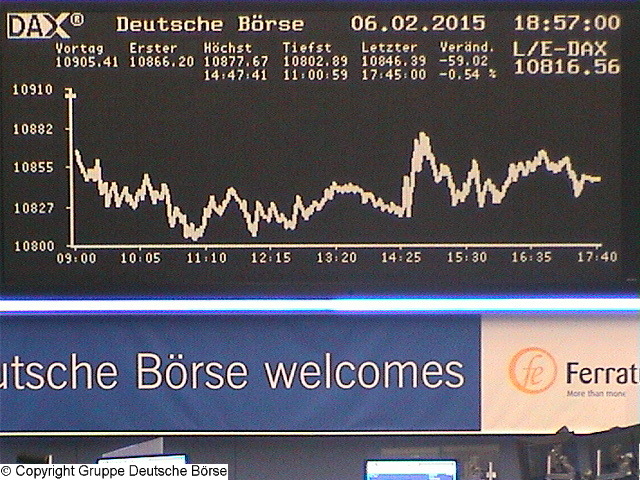 DAX® Deutsche Börse 06.02.2015 18:57:00
Vortag Erster Höchst Tiefst Letzter Veränd. L/E-DAX
10905.41 10866.20 10877.67 10802.89 10846.39 -59.02 10816.56
14:47:41 11:00:59 17:45:00 -0.54 %
10910
10882
10855
10827
10800
09:00 10:05 11:10 12:15 13:20 14:25 15:30 16:35 17:40
utsche Börse welcomes
fe Ferratu
More than mone
© Copyright Gruppe Deutsche Börse